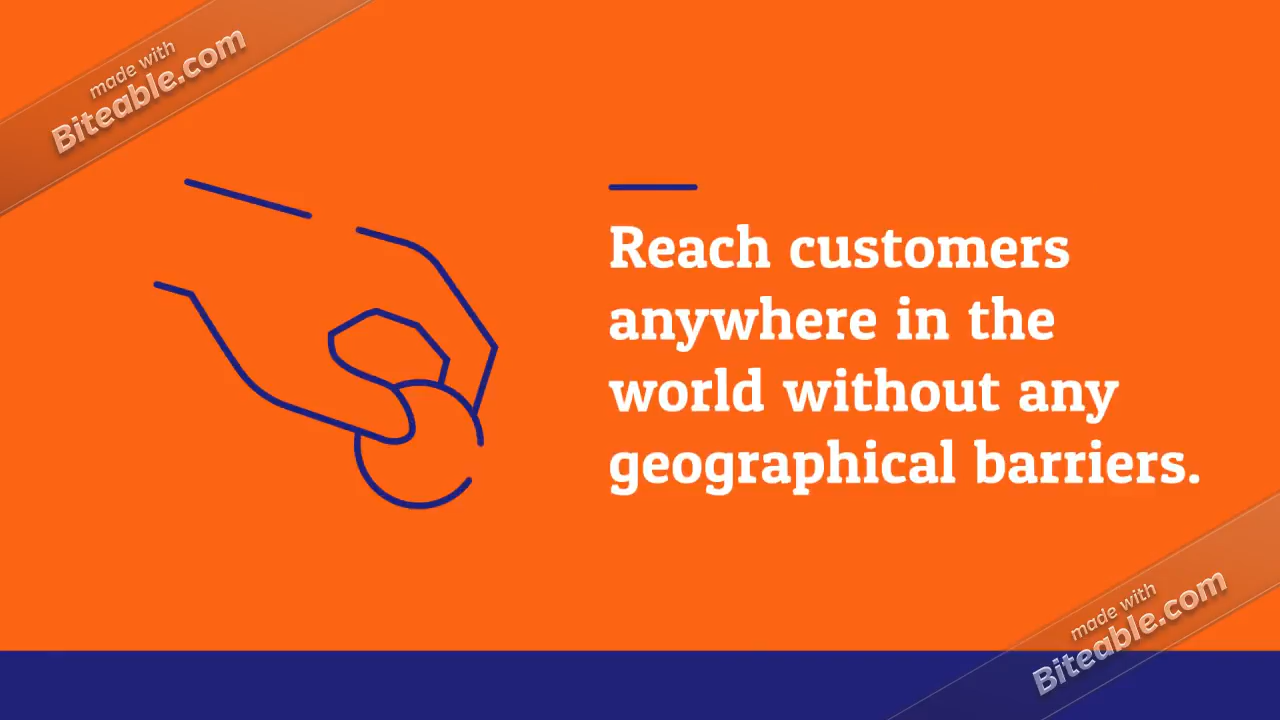 made with
Biteable.com
Reach customers
anywhere in the
world without any
geographical barriers.
made with
Biteable.com